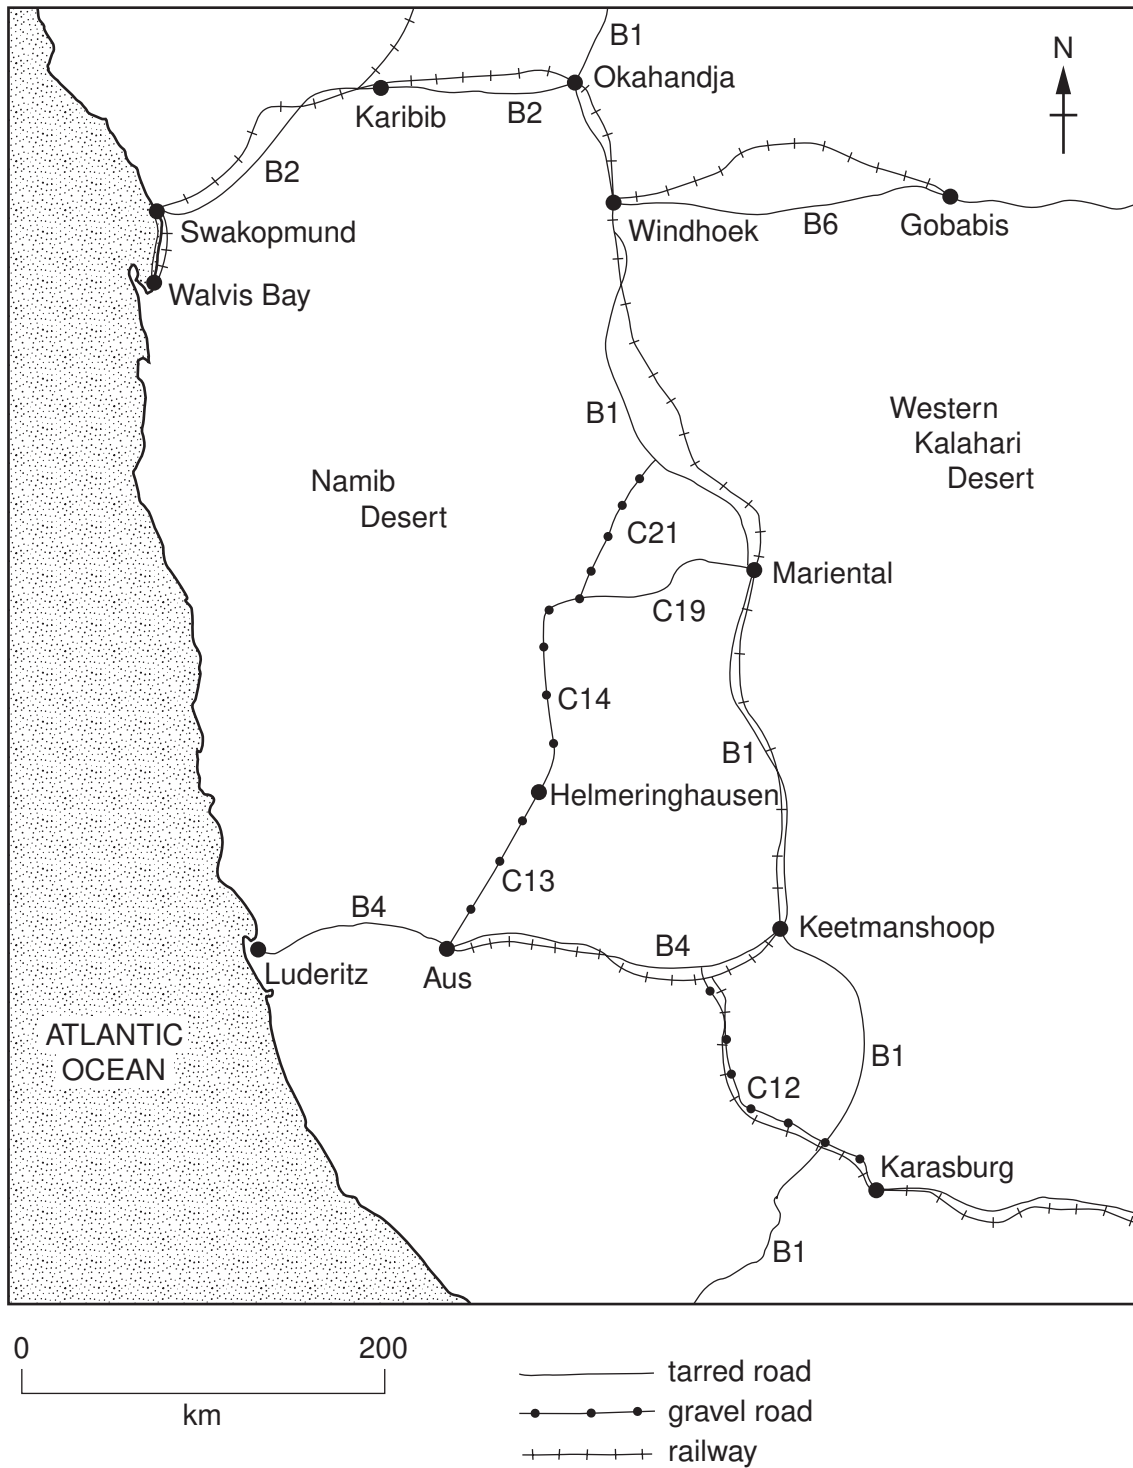 B1
N
Okahandja
Karibib
B2
B2
Swakopmund
Windhoek
B6
Gobabis
Walvis Bay
B1
Western
Kalahari
Desert
Namib
Desert
C21
Mariental
C19
C14
B1
Helmeringhausen
C13
B4
Keetmanshoop
B4
Luderitz
Aus
ATLANTIC
OCEAN
B1
C12
Karasburg
B1
0 200
km
tarred road
gravel road
railway